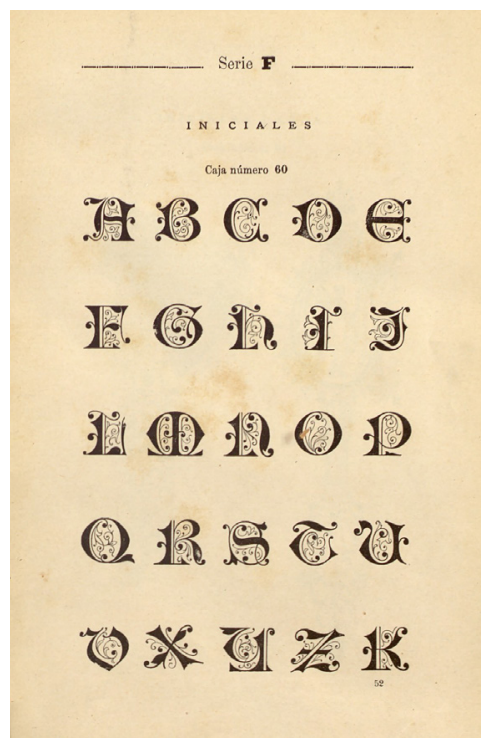 Serie F
INICIALES
Caja número 60
A B C D E
F G H I J
L M N O P
Q R S T U
V X Y Z K
52